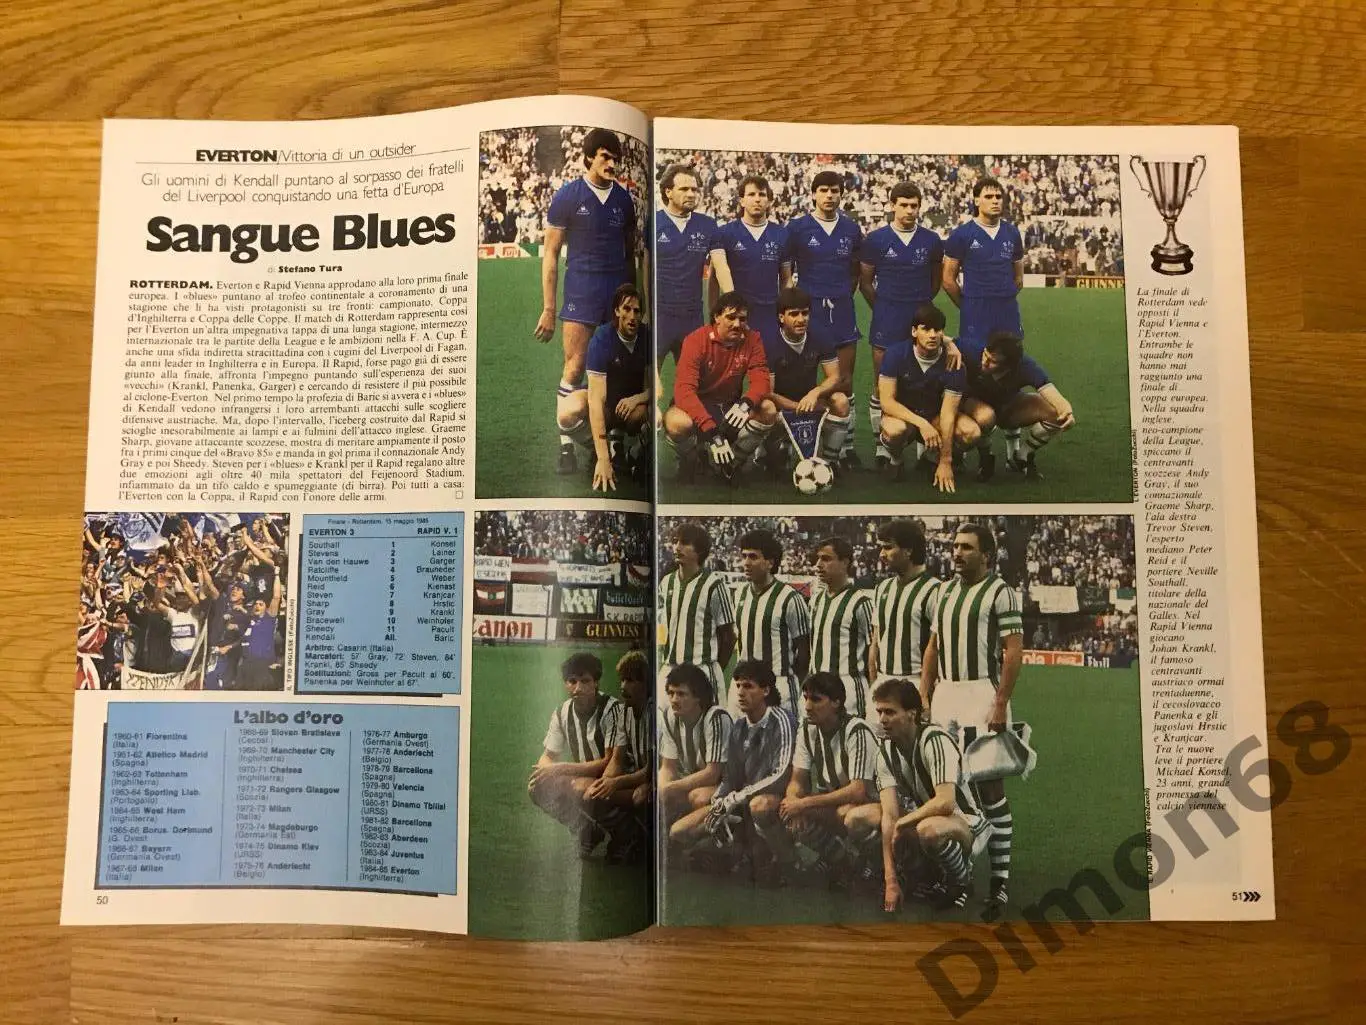 EVERTON/Vittoria di un outsider
Gli uomini di Kendall puntano al sorpasso dei fratelli
del Liverpool conquistando una fetta d'Europa
Sangue Blues
di Stefano Tura
ROTTERDAM. Everton e Rapid Vienna approdano alla loro prima finale
europea. I «blues» puntano al trofeo continentale a coronamento di una
stagione che li ha visti protagonisti su tre fronti: campionato, Coppa
d'Inghilterra e Coppa delle Coppe. Il match di Rotterdam rappresenta così
per l'Everton un'altra impegnativa tappa di una lunga stagione, intermezzo
internazionale tra le partite della League e le ambizioni nella F. A. Cup. È
anche una sfida indiretta stracittadina con i cugini del Liverpool di Fagan,
da anni leader in Inghilterra e in Europa. Il Rapid, forse pago già di essere
giunto alla finale, affronta l'impegno puntando sull'esperienza dei suoi
«vecchi» (Krankl, Panenka, Garger) e cercando di resistere il più possibile
al ciclone-Everton. Nel primo tempo la profezia di Baric si avvera e i «blues»
di Kendall vedono infrangersi i loro arrembanti attacchi sulle scogliere
difensive austriache. Ma, dopo l'intervallo, l'iceberg costruito dal Rapid si
scioglie inesorabilmente ai lampi e ai fulmini dell'attacco inglese. Graeme
Sharp, giovane attaccante scozzese, mostra di meritare ampiamente il posto
fra i primi cinque del «Bravo 85» e manda in gol prima il connazionale Andy
Gray e poi Sheedy. Steven per i «blues» e Krankl per il Rapid regalano altre
due emozioni agli oltre 40 mila spettatori del Feijenoord Stadium,
infiammato da un tifo caldo e spumeggiante (di birra). Poi tutti a casa:
l'Everton con la Coppa, il Rapid con l'onore delle armi.
IL TIFO INGLESE (FotoZucchi)
Finale - Rotterdam, 15 maggio 1985
EVERTON 3 RAPID V. 1
Southall 1 Konsel
Stevens 2 Lainer
Van den Hauwe 3 Garger
Ratcliffe 4 Brauneder
Mountfield 5 Weber
Reid 6 Kienast
Steven 7 Kranjcar
Sharp 8 Hrstic
Gray 9 Krankl
Bracewell 10 Weinhofer
Sheedy 11 Pacult
Kendall All. Baric
Arbitro: Casarin (Italia)
Marcatori: 57' Gray, 72' Steven, 84'
Krankl, 85' Sheedy
Sostituzioni: Gross per Pacult al 60',
Panenka per Weinhofer al 67'.
L'albo d'oro
1960-61 Fiorentina
(Italia)
1961-62 Atletico Madrid
(Spagna)
1962-63 Tottenham
(Inghilterra)
1963-64 Sporting Lisb.
(Portogallo)
1964-65 West Ham
(Inghilterra)
1965-66 Borus. Dortmund
(G. Ovest)
1966-67 Bayern
(Germania Ovest)
1967-68 Milan
(Italia)
1968-69 Slovan Bratislava
(Cecosl.)
1969-70 Manchester City
(Inghilterra)
1970-71 Chelsea
(Inghilterra)
1971-72 Rangers Glasgow
(Scozia)
1972-73 Milan
(Italia)
1973-74 Magdeburgo
(Germania Est)
1974-75 Dinamo Kiev
(URSS)
1975-76 Anderlecht
(Belgio)
1976-77 Amburgo
(Germania Ovest)
1977-78 Anderlecht
(Belgio)
1978-79 Barcellona
(Spagna)
1979-80 Valencia
(Spagna)
1980-81 Dinamo Tbilisi
(URSS)
1981-82 Barcellona
(Spagna)
1982-83 Aberdeen
(Scozia)
1983-84 Juventus
(Italia)
1984-85 Everton
(Inghilterra)
50
GUINNESS
L'EVERTON (FotoZucchi)
RAPID WIEN
Canon
RAPID
SK RAPID
GUINNESS
IL RAPID VIENNA (FotoZucchi)
La finale di
Rotterdam vede
opposti il
Rapid Vienna e
l'Everton.
Entrambe le
squadre non
hanno mai
raggiunto una
finale di
coppa europea.
Nella squadra
inglese,
neo-campione
della League,
spiccano il
centravanti
scozzese Andy
Gray, il suo
connazionale
Graeme Sharp,
l'ala destra
Trevor Steven,
l'esperto
mediano Peter
Reid e il
portiere Neville
Southall,
titolare della
nazionale del
Galles. Nel
Rapid Vienna
giocano
Johan Krankl,
il famoso
centravanti
austriaco ormai
trentaduenne,
il cecoslovacco
Panenka e gli
jugoslavi Hrstic
e Kranjcar.
Tra le nuove
leve il portiere
Michael Konsel,
23 anni, grande
promessa del
calcio viennese
51
Dimon68